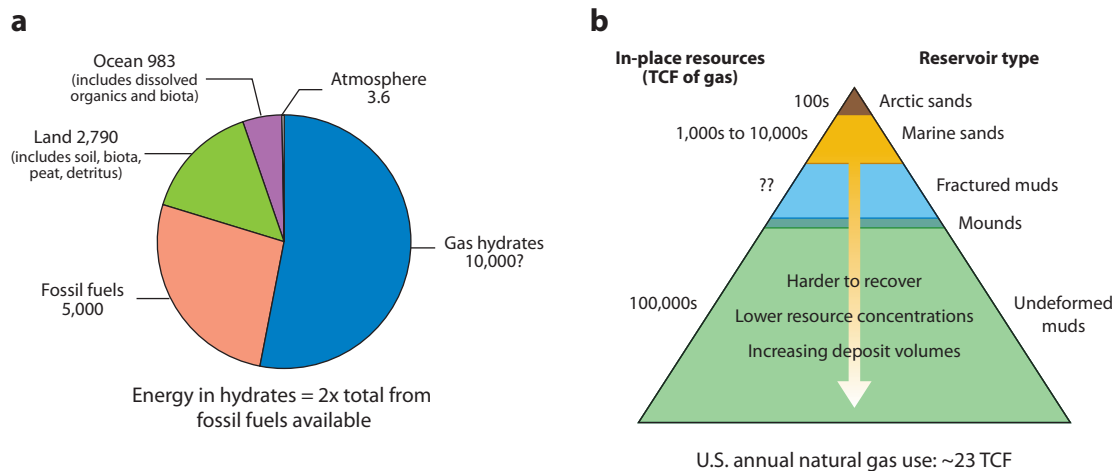 a
Ocean 983
(includes dissolved
organics and biota)
Atmosphere
3.6
Land 2,790
(includes soil, biota,
peat, detritus)
Gas hydrates
10,000?
Fossil fuels
5,000
Energy in hydrates = 2x total from
fossil fuels available
b
In-place resources
(TCF of gas)
Reservoir type
100s
Arctic sands
1,000s to 10,000s
Marine sands
??
Fractured muds
Mounds
100,000s
Harder to recover
Lower resource concentrations
Increasing deposit volumes
Undeformed
muds
U.S. annual natural gas use: ~23 TCF